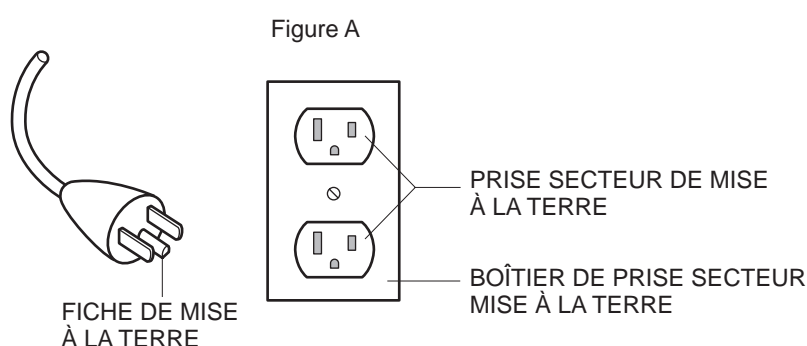 Figure A
PRISE SECTEUR DE MISE
À LA TERRE
BOÎTIER DE PRISE SECTEUR
MISE À LA TERRE
FICHE DE MISE
À LA TERRE